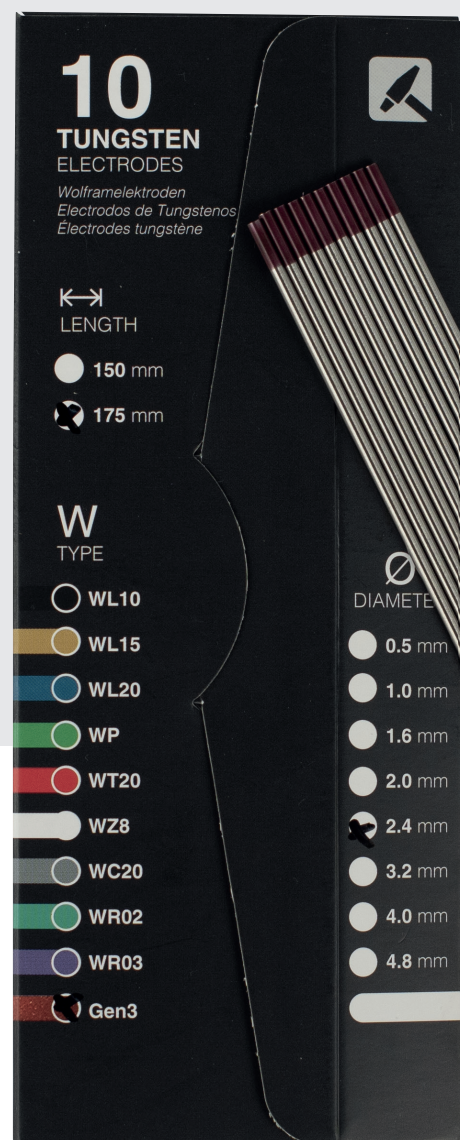 10
TUNGSTEN
ELECTRODES
Wolframelektroden
Electrodos de Tungstenos
Électrodes tungstène
LENGTH
150 mm
175 mm
W
TYPE
WL10
WL15
WL20
WP
WT20
WZ8
WC20
WR02
WR03
Gen3
Ø
DIAMETE
0.5 mm
1.0 mm
1.6 mm
2.0 mm
2.4 mm
3.2 mm
4.0 mm
4.8 mm